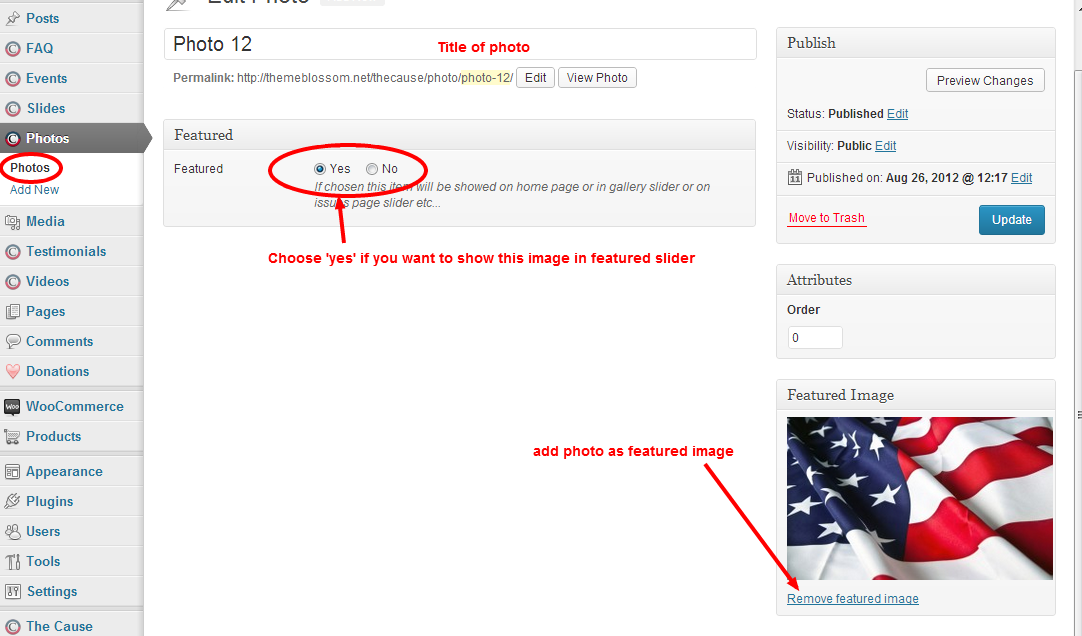 Edit Photo
Posts
FAQ
Events
Slides
Photos
Photos
Add New
Media
Testimonials
Videos
Pages
Comments
Donations
WooCommerce
Products
Appearance
Plugins
Users
Tools
Settings
The Cause
Photo 12
Title of photo
Permalink: http://themeblossom.net/thecause/photo/photo-12/ Edit View Photo
Featured
Featured Yes No
If chosen this item will be showed on home page or in gallery slider or on
issues page slider etc...
Choose 'yes' if you want to show this image in featured slider
add photo as featured image
Publish
Preview Changes
Status: Published Edit
Visibility: Public Edit
11 Published on: Aug 26, 2012 @ 12:17 Edit
Move to Trash Update
Attributes
Order
0
Featured Image
Remove featured image